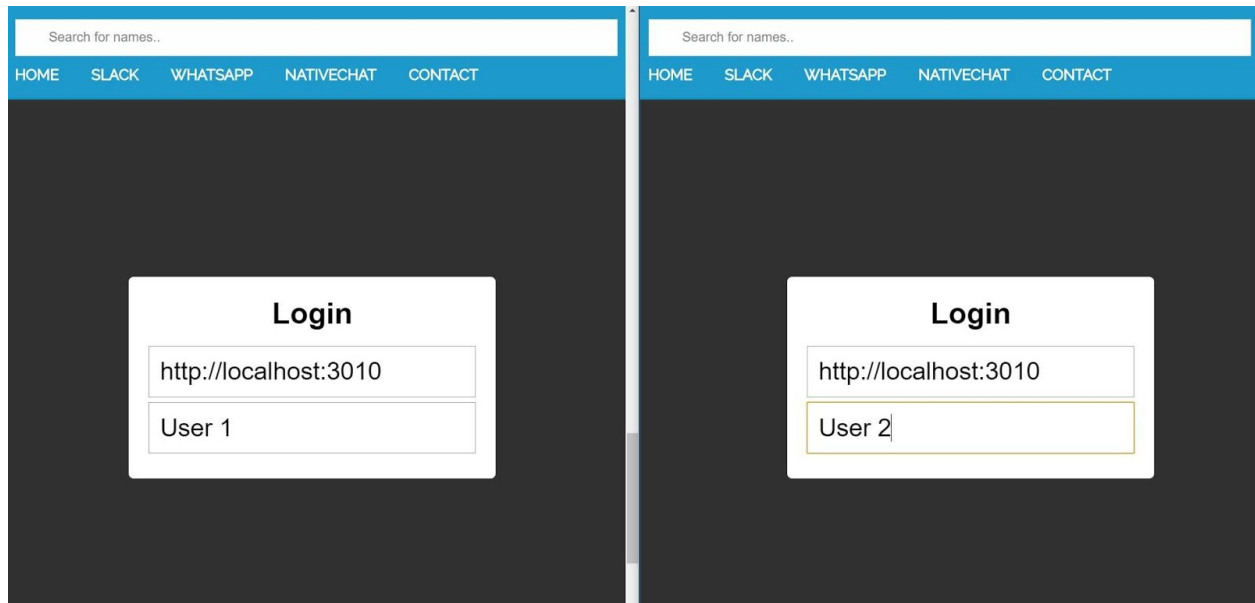 Search for names..
HOME SLACK WHATSAPP NATIVECHAT CONTACT
Login
http://localhost:3010
User 1
Search for names..
HOME SLACK WHATSAPP NATIVECHAT CONTACT
Login
http://localhost:3010
User 2